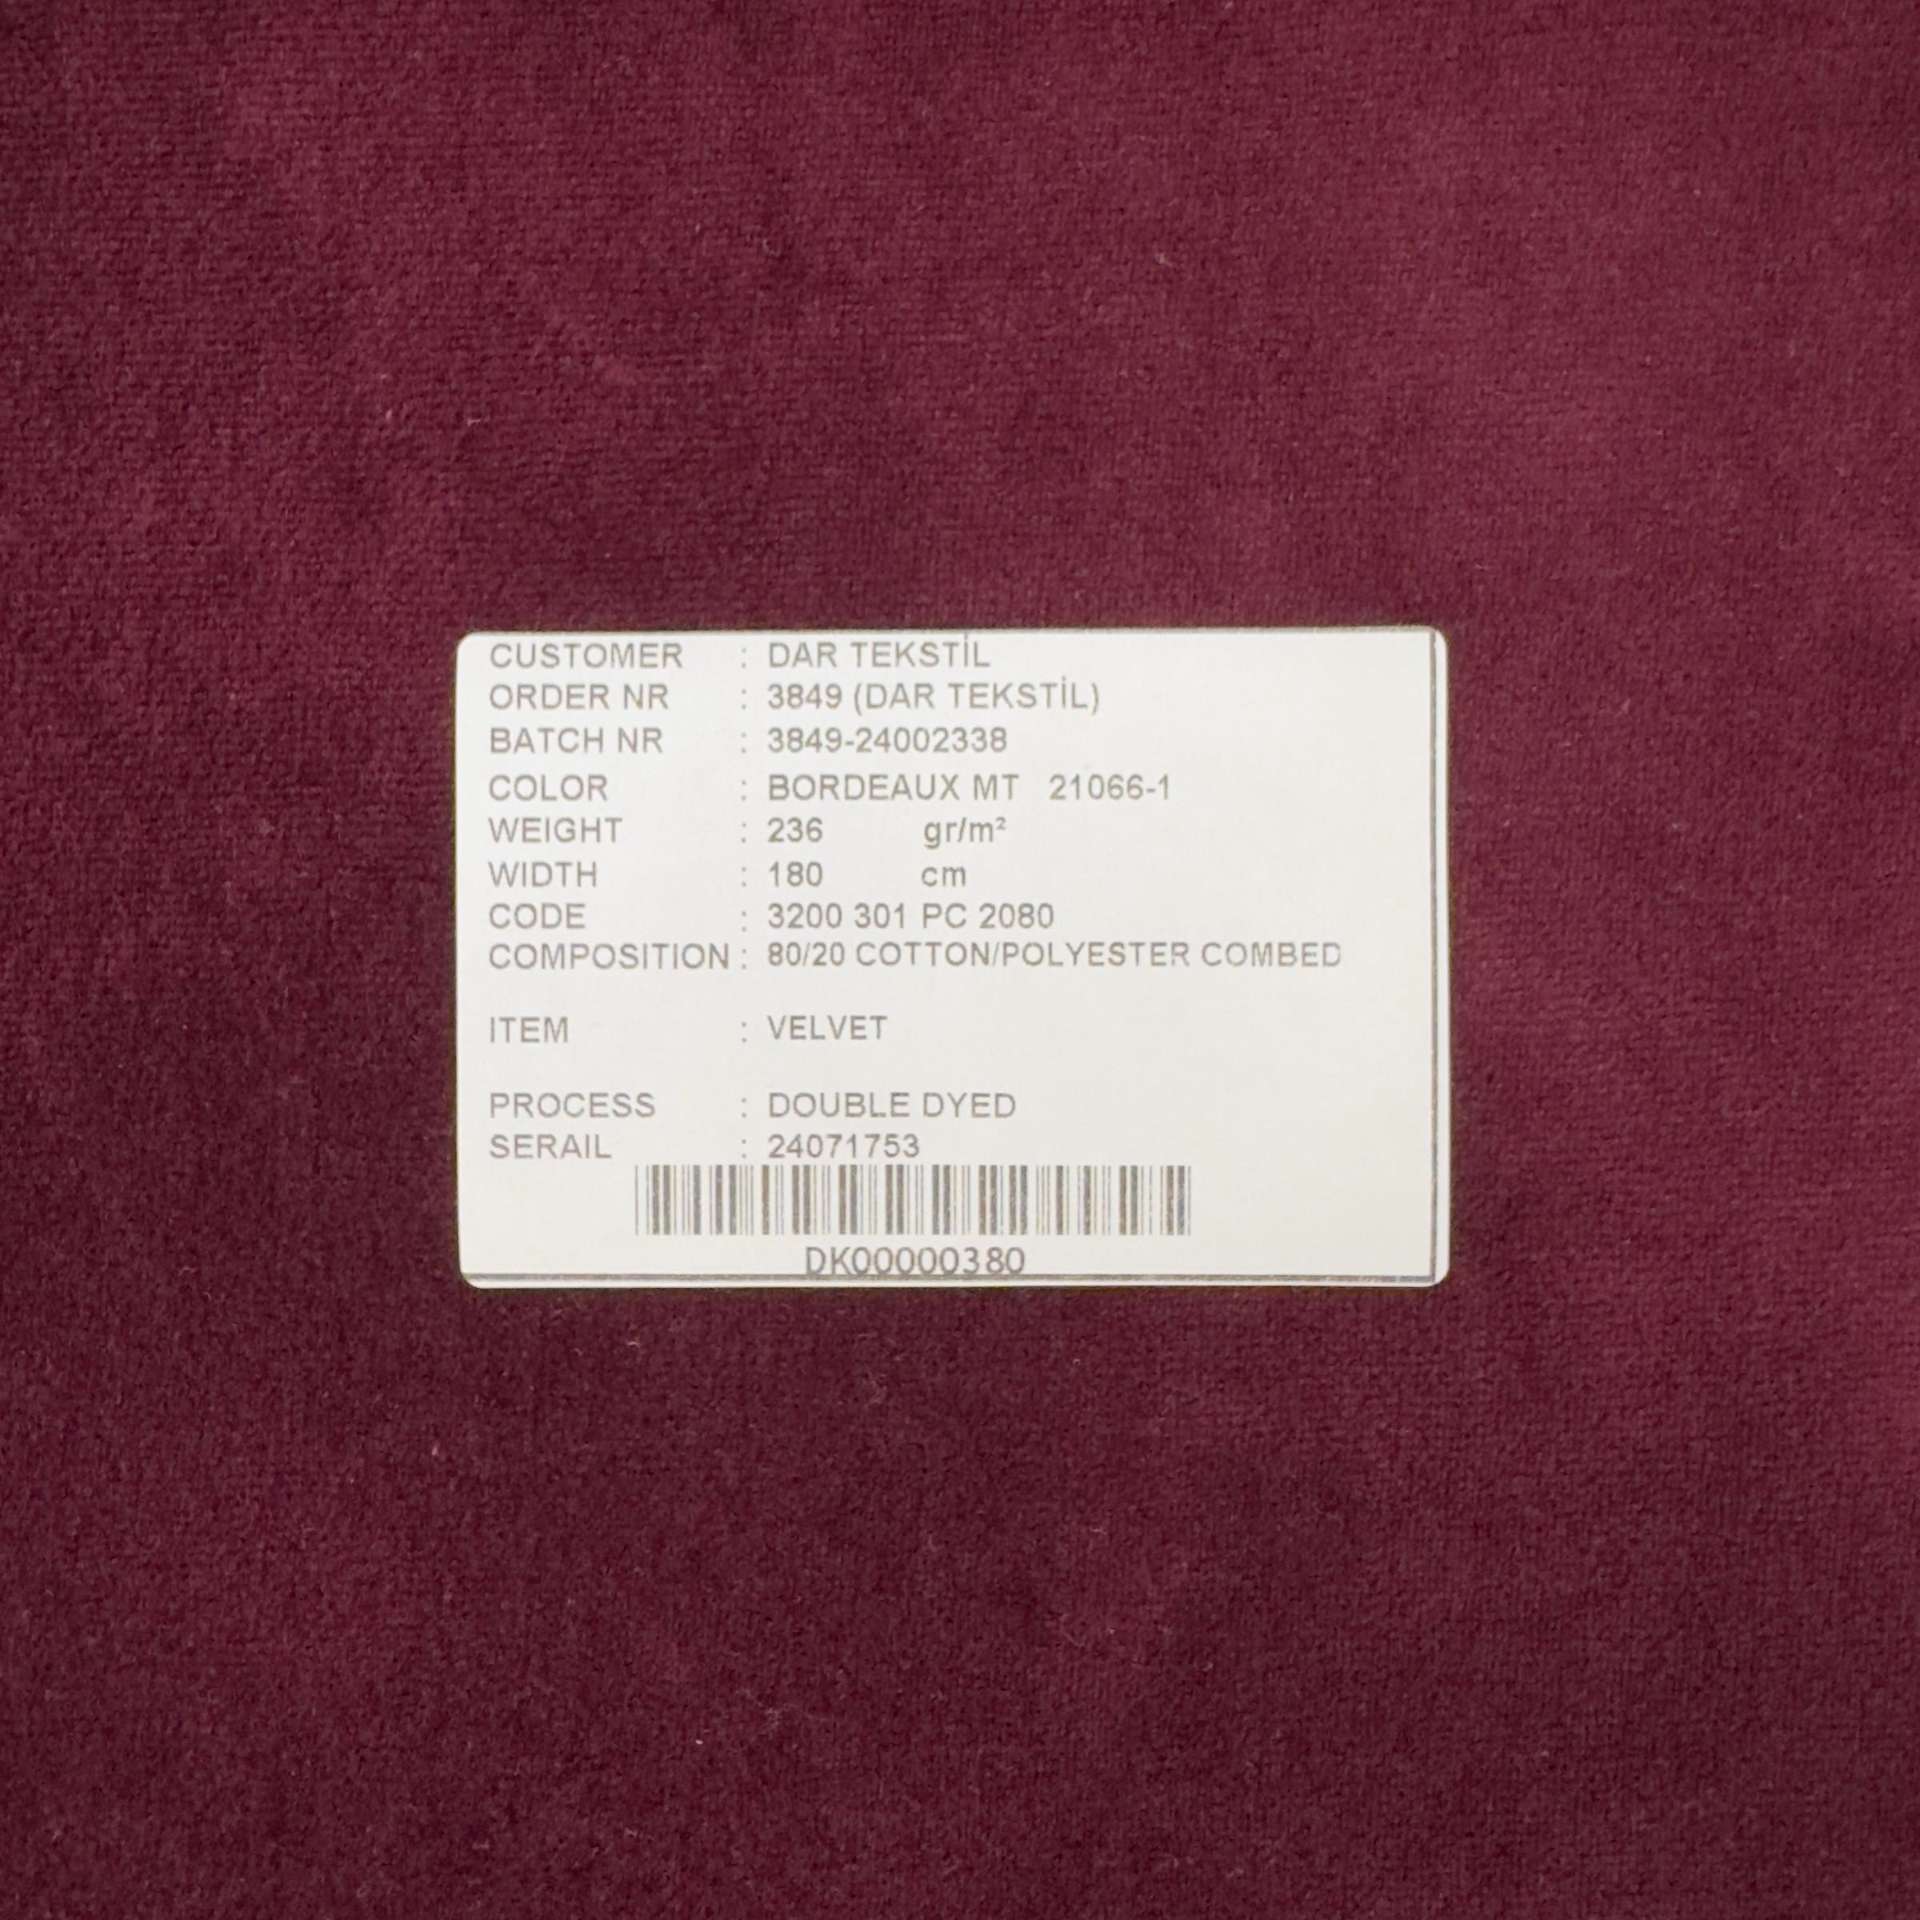 CUSTOMER : DAR TEKSTİL
ORDER NR : 3849 (DAR TEKSTİL)
BATCH NR : 3849-24002338
COLOR : BORDEAUX MT 21066-1
WEIGHT : 236 gr/m²
WIDTH : 180 cm
CODE : 3200 301 PC 2080
COMPOSITION : 80/20 COTTON/POLYESTER COMBED
ITEM : VELVET
PROCESS : DOUBLE DYED
SERAIL : 24071753
DK00000380